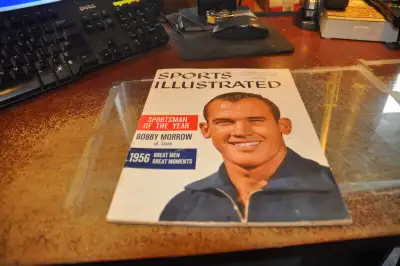 DELL
SPORTS
ILLUSTRATED
SPORTSMAN
OF THE YEAR
BOBBY MORROW
of Texas
1956 GREAT MEN
GREAT MOMENTS